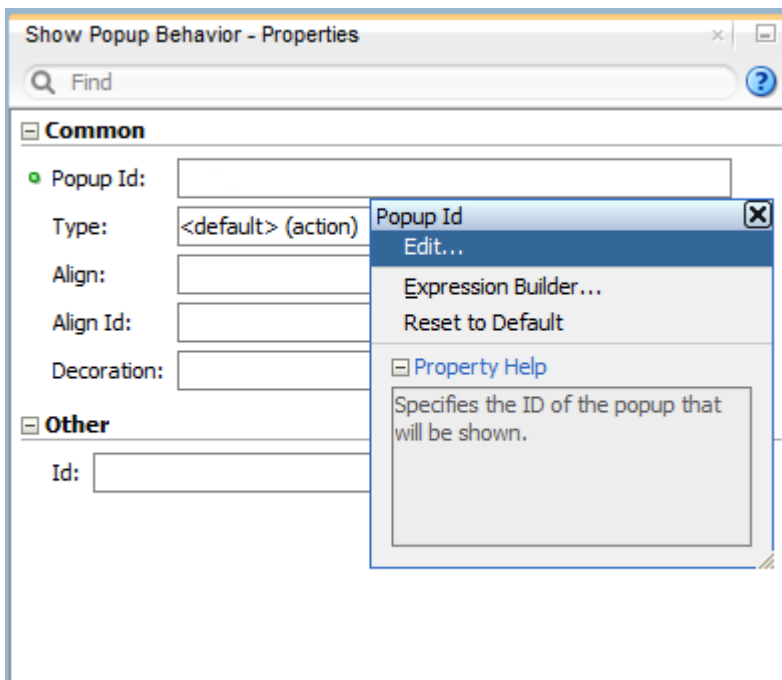 Show Popup Behavior - Properties
Find
Common
Popup Id:
Type: <default> (action)
Align:
Align Id:
Decoration:
Other
Id:
Popup Id
Edit...
Expression Builder...
Reset to Default
Property Help
Specifies the ID of the popup that
will be shown.